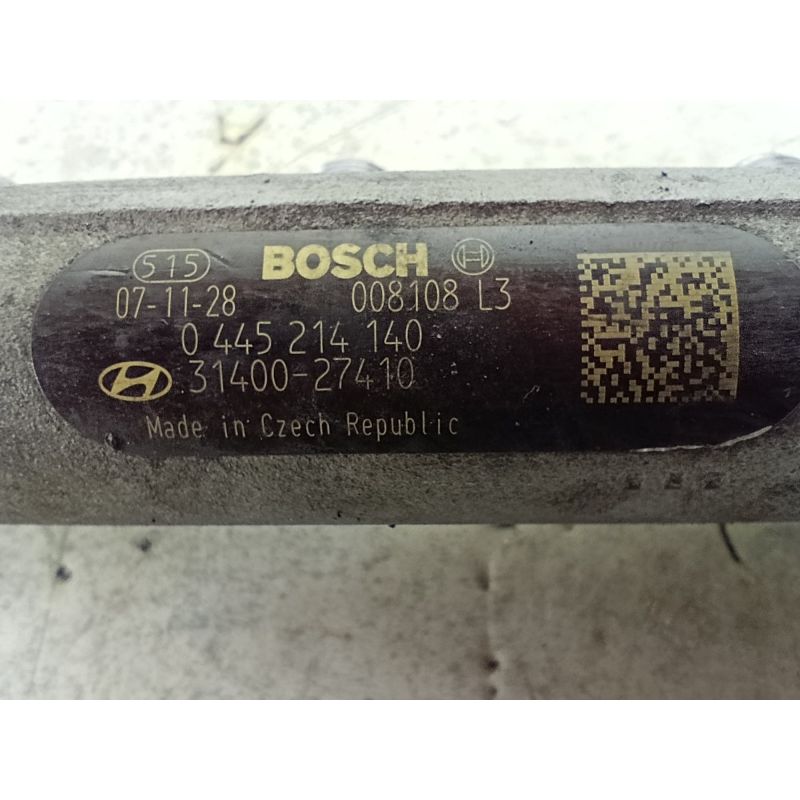 515 BOSCH
07-11-28 008108 L3
0 445 214 140
31400-27410
Made in Czech Republic